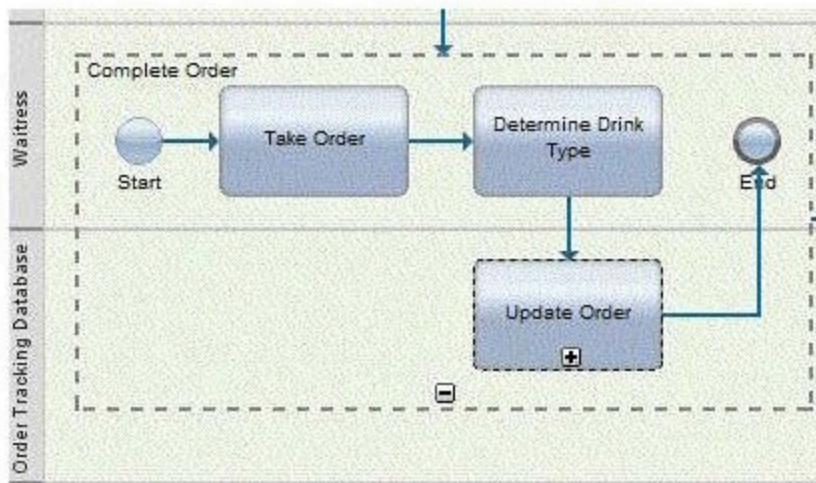 Complete Order
Waitress
Take Order
Determine Drink
Type
Start
End
Order Tracking Database
Update Order